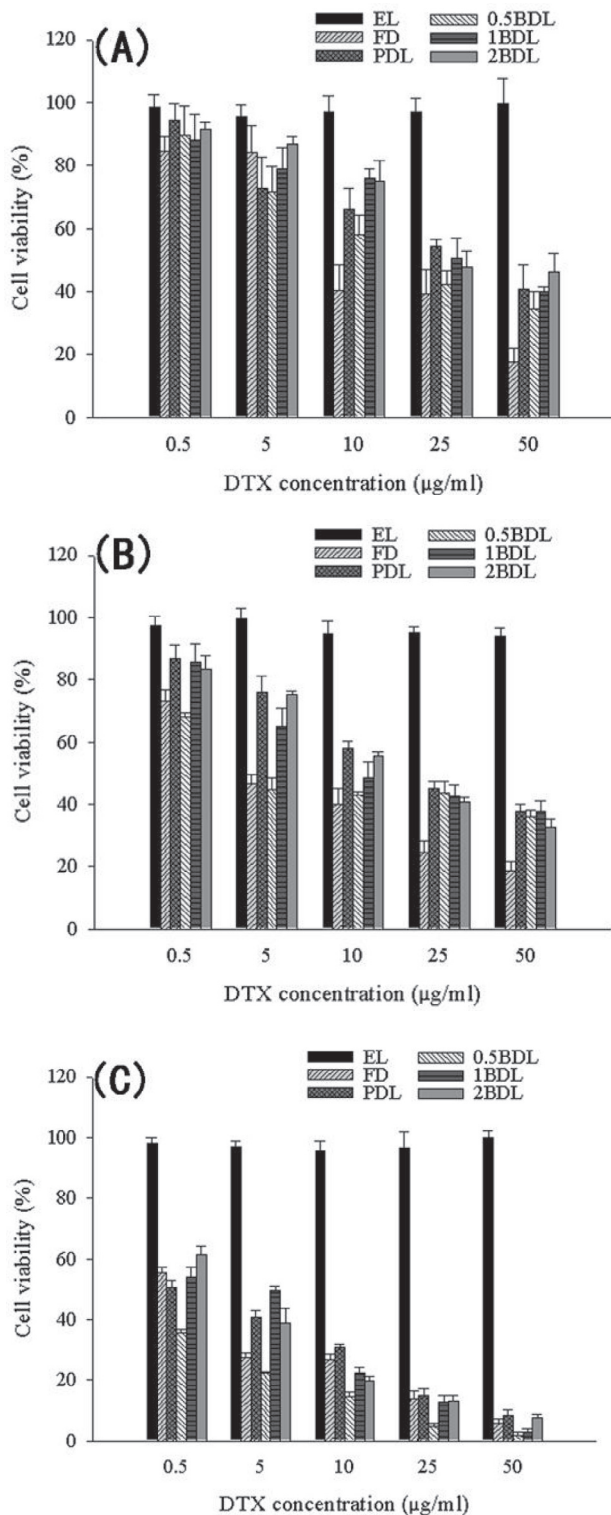 (A)
EL 0.5BDL
FD 1BDL
PDL 2BDL
120
100
80
60
40
20
0
Cell viability (%)
0.5 5 10 25 50
DTX concentration (µg/ml)
(B)
EL 0.5BDL
FD 1BDL
PDL 2BDL
120
100
80
60
40
20
0
Cell viability (%)
0.5 5 10 25 50
DTX concentration (µg/ml)
(C)
EL 0.5BDL
FD 1BDL
PDL 2BDL
120
100
80
60
40
20
0
Cell viability (%)
0.5 5 10 25 50
DTX concentration (µg/ml)